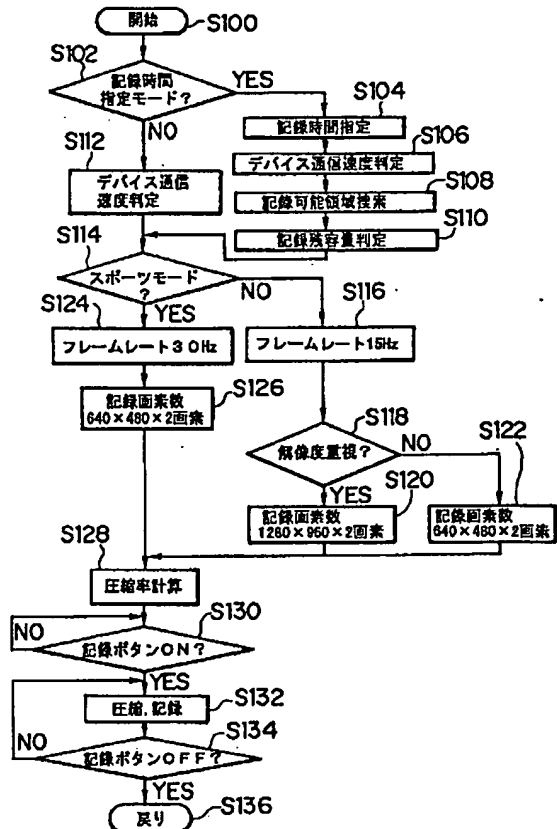 開始
S100
S102
記録時間
指定モード?
YES
NO
S104
記録時間指定
S106
デバイス通信速度判定
S108
記録可能領域捜索
S110
記録残容量判定
S112
デバイス通信
速度判定
S114
スポーツモード
?
NO
YES
S124
フレームレート30Hz
S116
フレームレート15Hz
S126
記録画素数
640×480×2画素
S118
解像度重視?
NO
YES
S120
記録画素数
1280×960×2画素
S122
記録画素数
640×480×2画素
S128
圧縮率計算
S130
NO
記録ボタンON?
YES
S132
圧縮,記録
S134
NO
記録ボタンOFF?
YES
戻り
S136